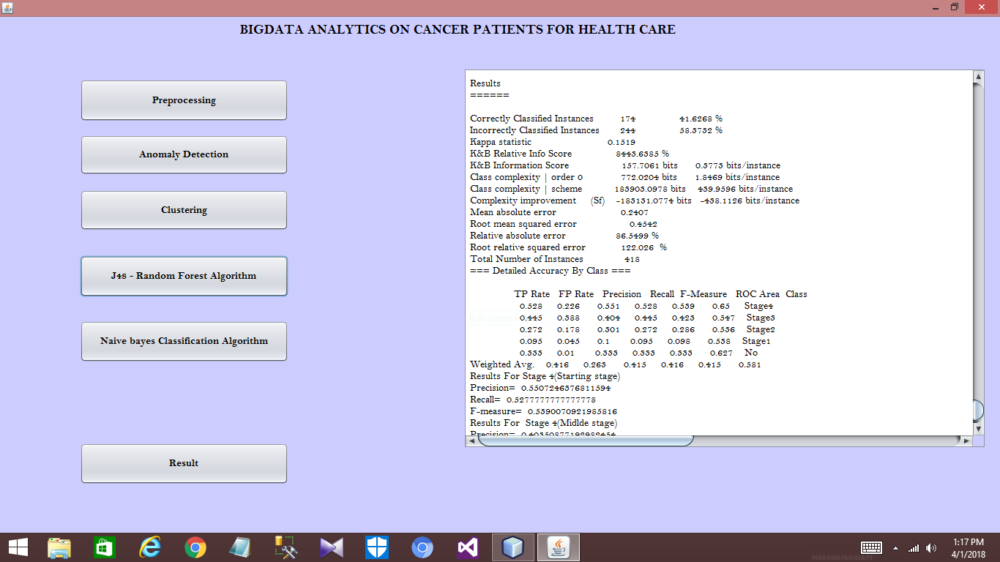 BIGDATA ANALYTICS ON CANCER PATIENTS FOR HEALTH CARE
Preprocessing
Anomaly Detection
Clustering
J48 - Random Forest Algorithm
Naive bayes Classification Algorithm
Result
Results
======
Correctly Classified Instances 174 41.6268 %
Incorrectly Classified Instances 244 58.3732 %
Kappa statistic 0.1519
K&B Relative Info Score 8443.6385 %
K&B Information Score 157.7061 bits 0.3773 bits/instance
Class complexity | order 0 772.0204 bits 1.8469 bits/instance
Class complexity | scheme 183903.0978 bits 439.9596 bits/instance
Complexity improvement (Sf) -183131.0774 bits -438.1126 bits/instance
Mean absolute error 0.2407
Root mean squared error 0.4542
Relative absolute error 86.5499 %
Root relative squared error 122.026 %
Total Number of Instances 418
=== Detailed Accuracy By Class ===
TP Rate FP Rate Precision Recall F-Measure ROC Area Class
0.528 0.226 0.551 0.528 0.539 0.65 Stage4
0.445 0.388 0.404 0.445 0.423 0.547 Stage3
0.272 0.178 0.301 0.272 0.286 0.536 Stage2
0.095 0.045 0.1 0.095 0.098 0.538 Stage1
0.333 0.01 0.333 0.333 0.333 0.627 No
Weighted Avg. 0.416 0.263 0.415 0.416 0.415 0.581
Results For Stage 4(Starting stage)
Precision= 0.5507246376811594
Recall= 0.5277777777777778
F-measure= 0.5390070921985816
Results For Stage 4(Midlde stage)
Precision= 0.40350877192982454
1:17 PM
4/1/2018